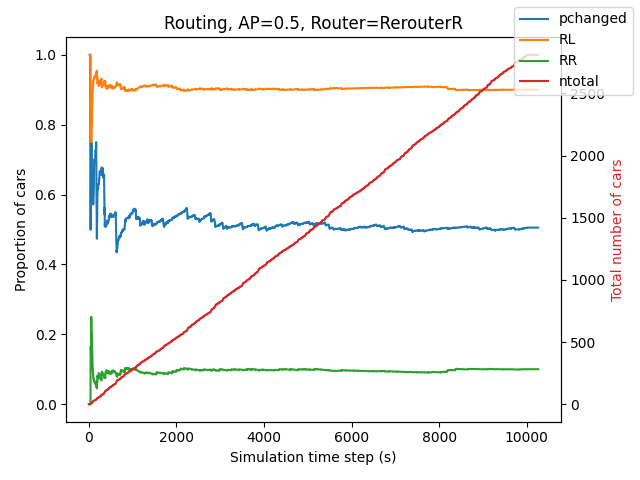 Routing, AP=0.5, Router=RerouterR
pchanged
RL
RR
ntotal
Proportion of cars
1.0
0.8
0.6
0.4
0.2
0.0
0
2000
4000
6000
8000
10000
Simulation time step (s)
2500
2000
1500
1000
500
0
Total number of cars